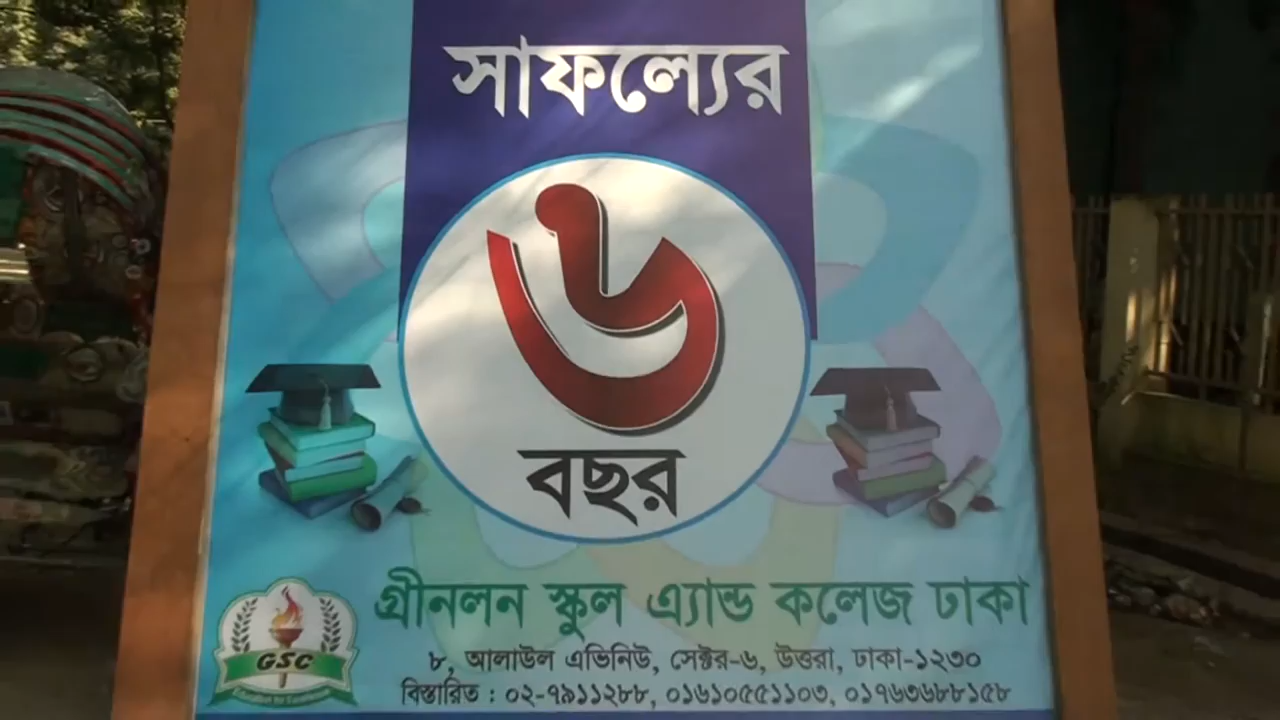 সাফল্যের
৬
বছর
গ্রীনলন স্কুল এ্যান্ড কলেজ ঢাকা
GSC
৮, আলাউল এভিনিউ, সেক্টর-৬, উত্তরা, ঢাকা-১২৩০
বিস্তারিত : ০২-৭৯১১২৮৮, ০১৬১০৫৫১১০৩, ০১৭৬৩৬৮৮১৫৮